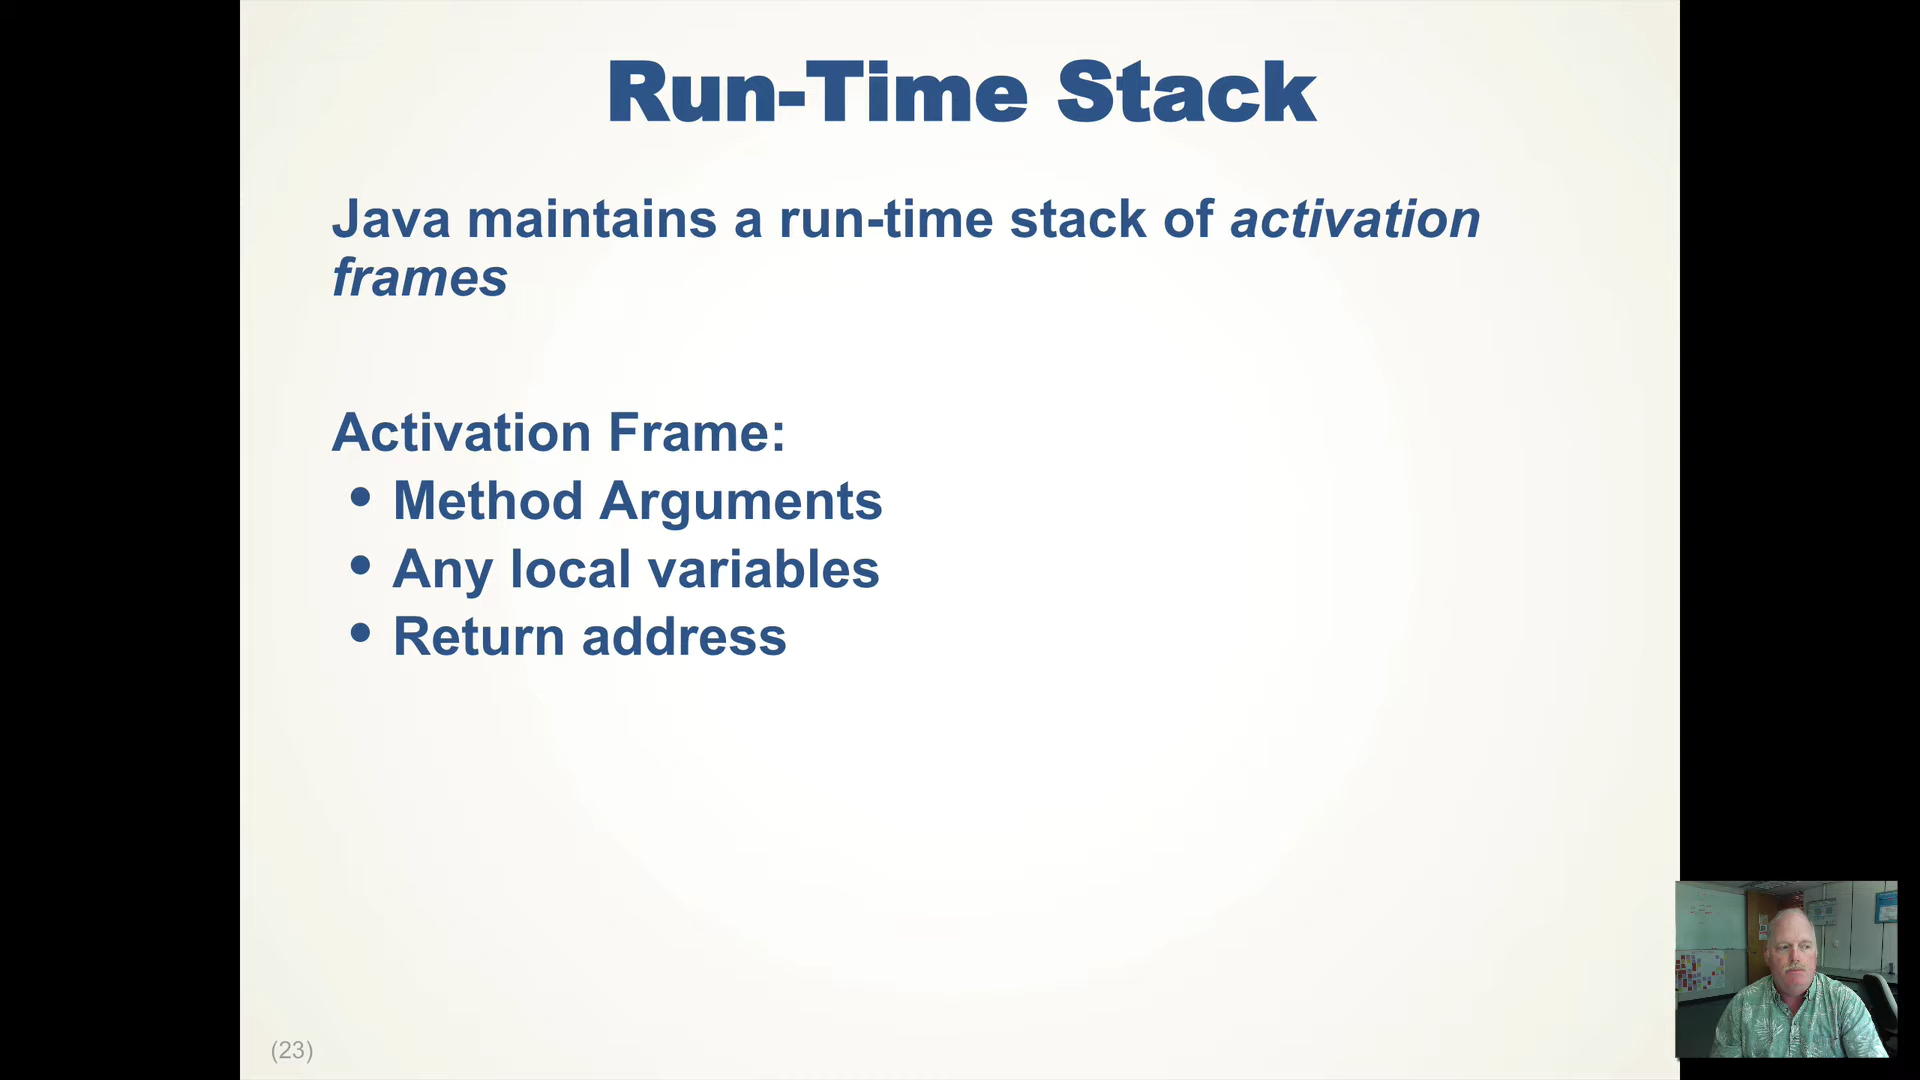 Run-Time Stack
Java maintains a run-time stack of activation
frames
Activation Frame:
• Method Arguments
• Any local variables
• Return address
(23)